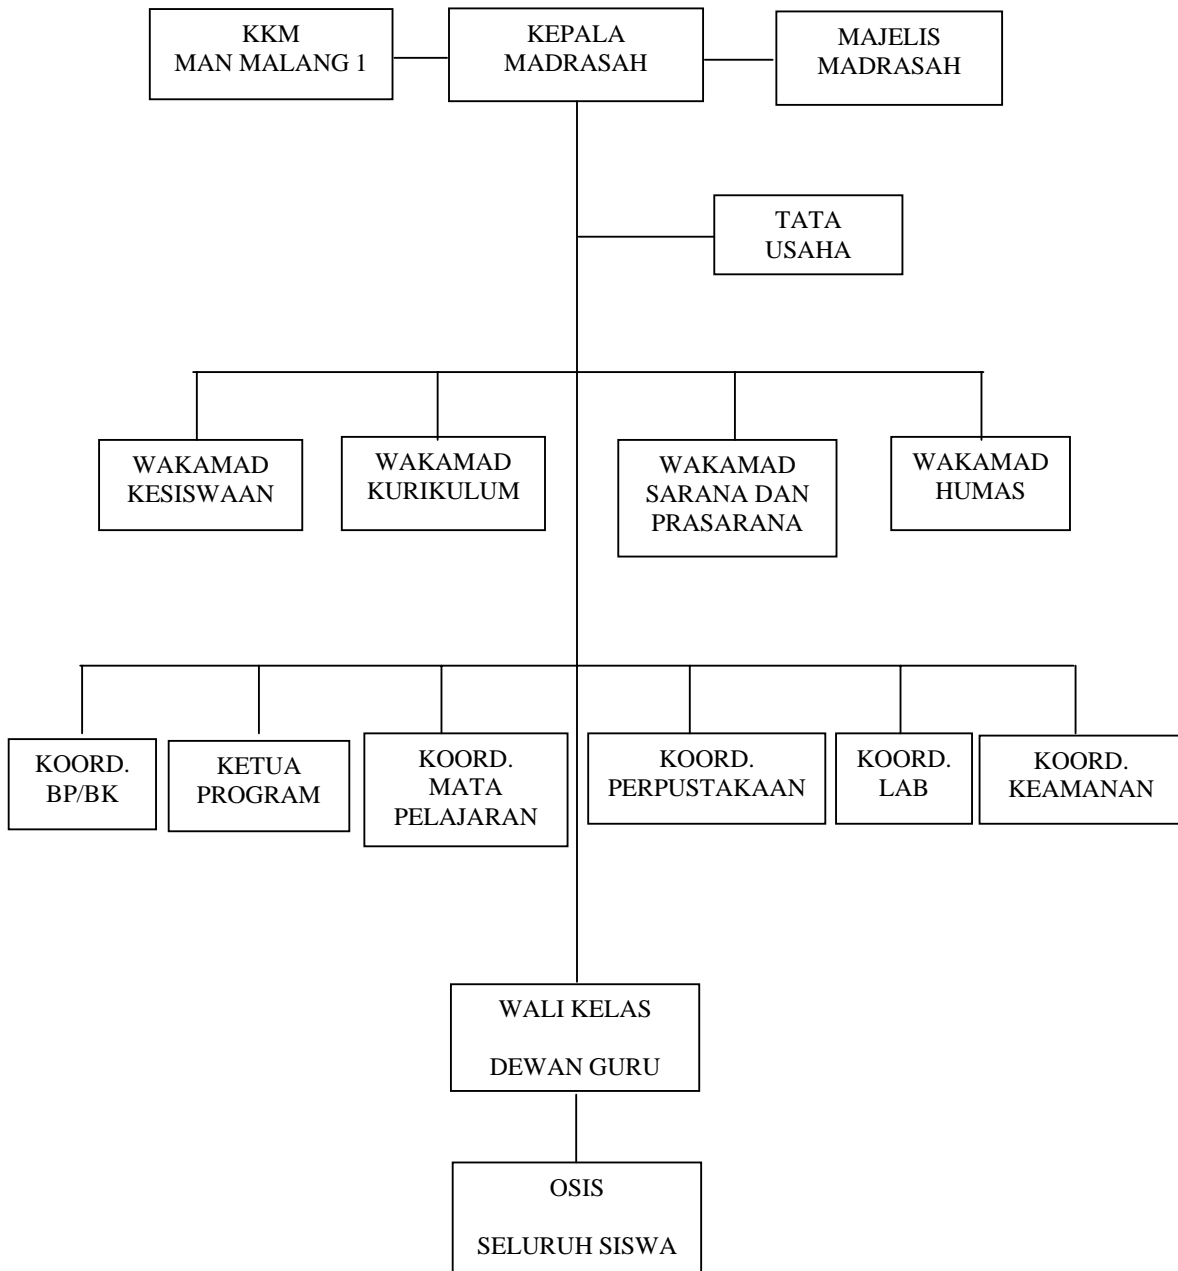 KKM
MAN MALANG 1
KEPALA
MADRASAH
MAJELIS
MADRASAH
TATA
USAHA
WAKAMAD
KESISWAAN
WAKAMAD
KURIKULUM
WAKAMAD
SARANA DAN
PRASARANA
WAKAMAD
HUMAS
KOORD.
BP/BK
KETUA
PROGRAM
KOORD.
MATA
PELAJARAN
KOORD.
PERPUSTAKAAN
KOORD.
LAB
KOORD.
KEAMANAN
WALI KELAS
DEWAN GURU
OSIS
SELURUH SISWA